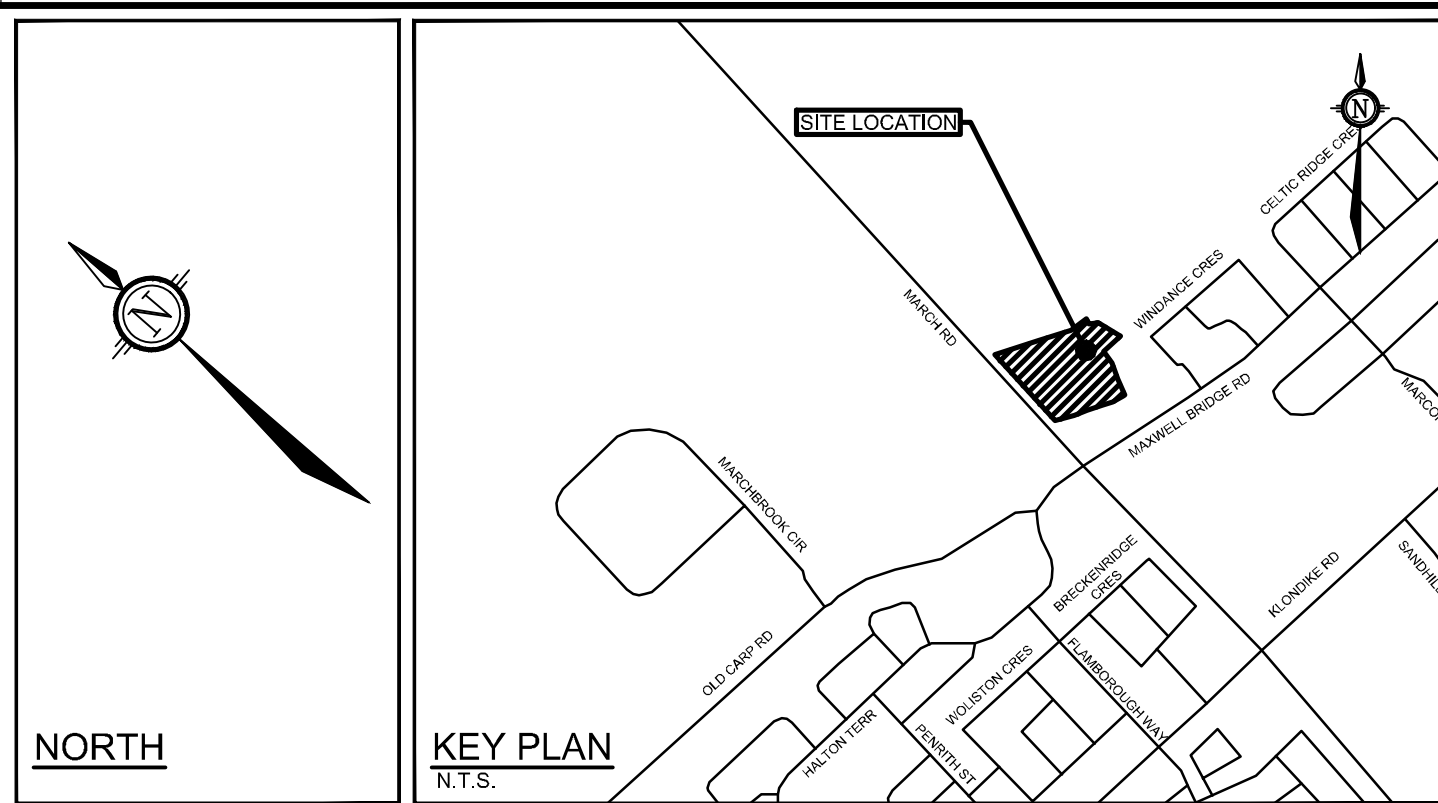 NORTH
N
KEY PLAN
N.T.S.
SITE LOCATION
N
CELTIC RIDGE CRES
WINDANCE CRES
MARCH RD
MAXWELL BRIDGE RD
MARCHBROOK CIR
BRECKENRIDGE
CRES
KLONDIKE RD
OLD CARP RD
WOLISTON CRES
FLAMBOROUGH WAY
HALTON TERR
PENRITH ST